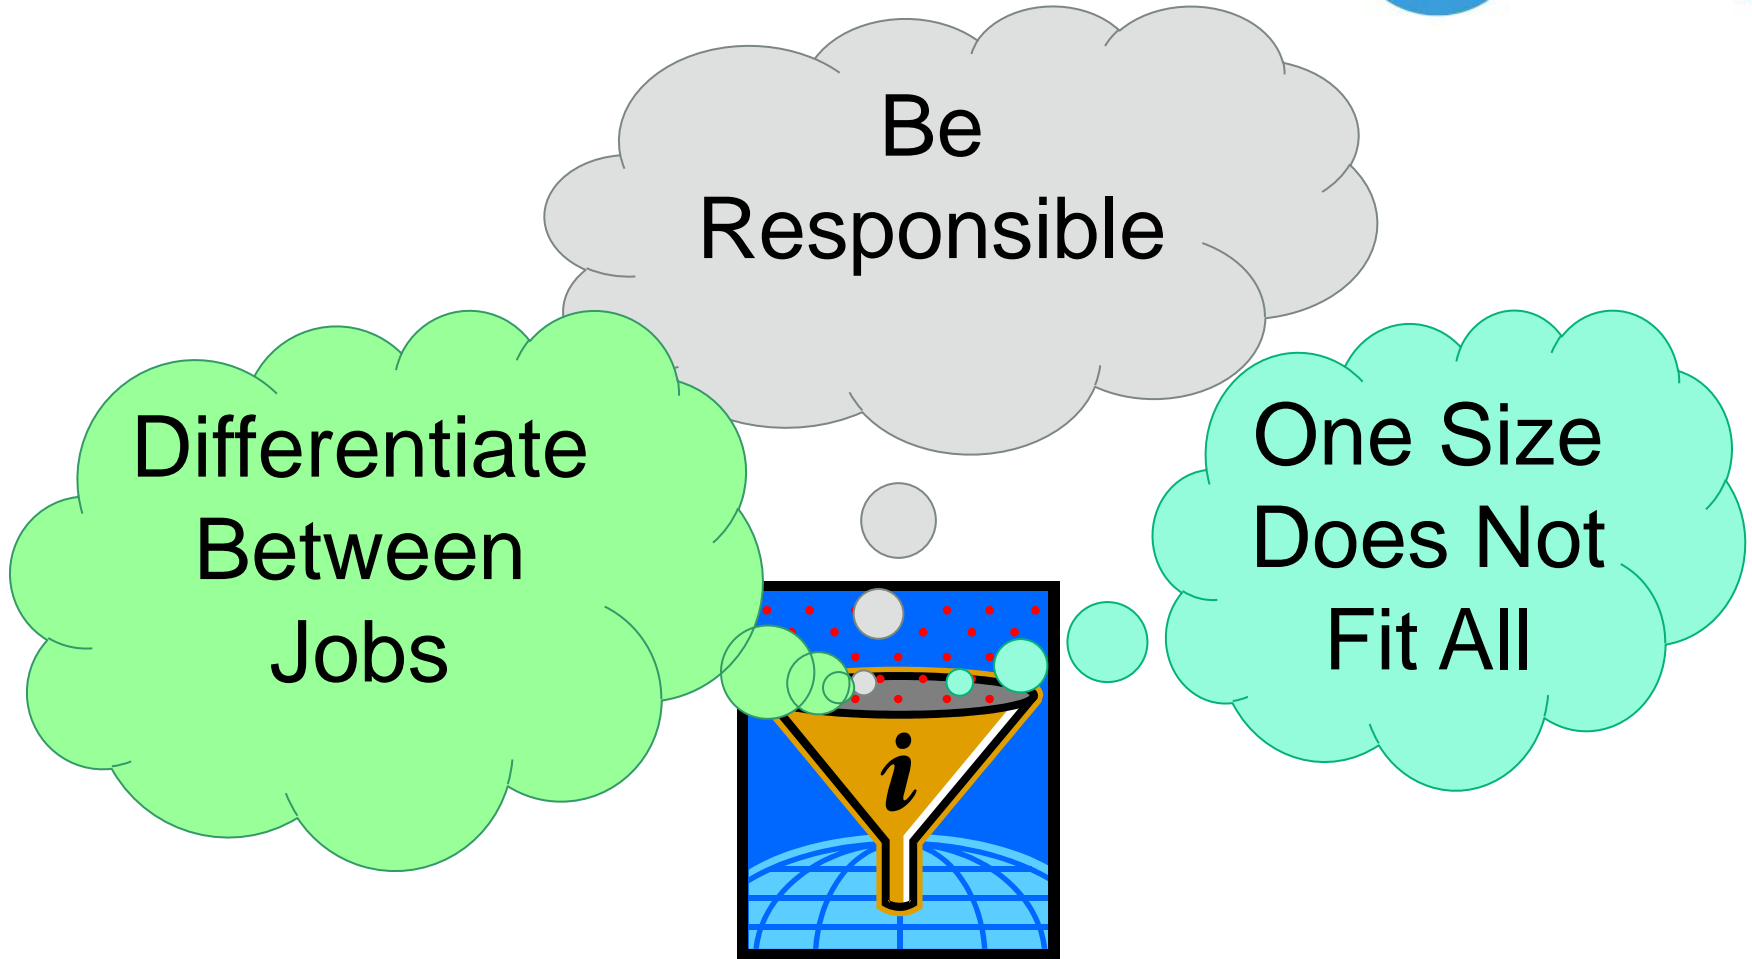 Be
Responsible
Differentiate
Between
Jobs
One Size
Does Not
Fit All
i